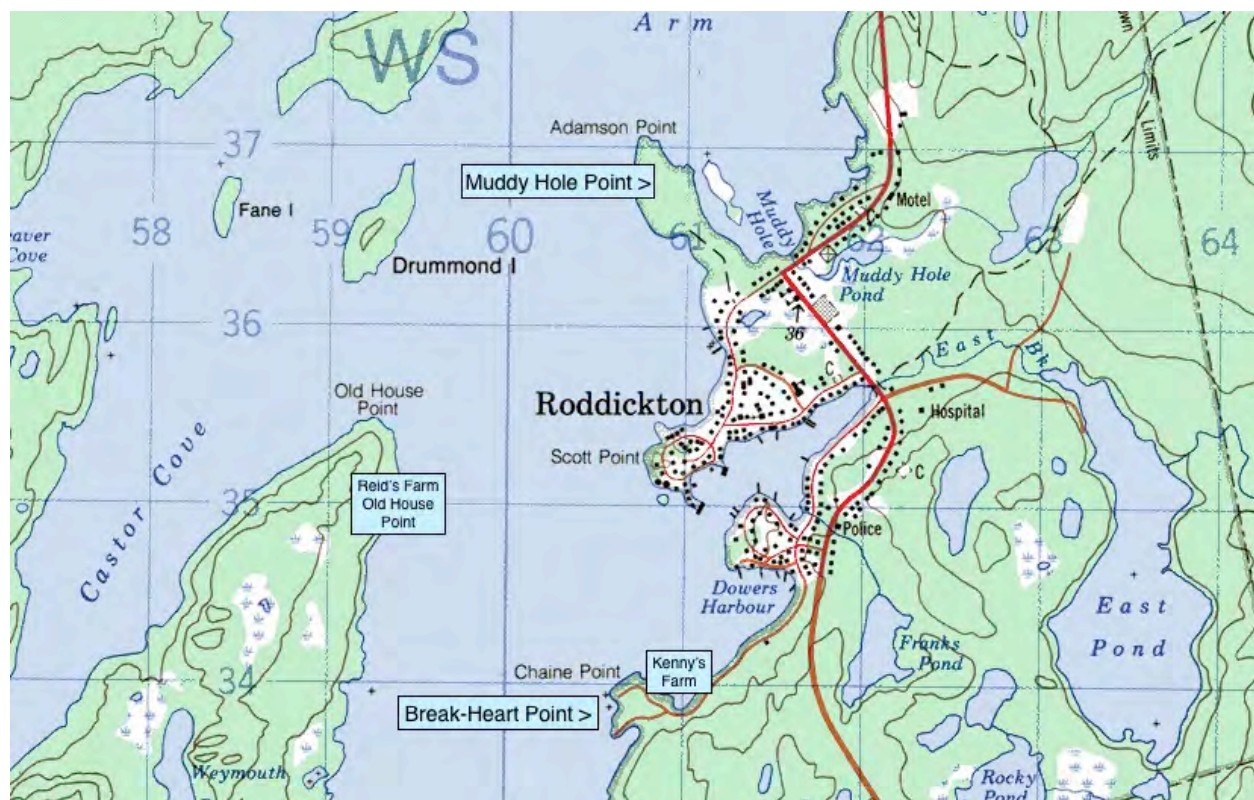 Arm
WS
own
Limits
Adamson Point
37
Muddy Hole Point >
Fane I
Motel
Muddy
Hole
eaver
Cove
58
59
60
61
62
63
64
Drummond I
Muddy Hole
Pond
36
36
East Bk
Old House
Point
Roddickton
C
Hospital
Castor Cove
Scott Point
C
Reid's Farm
Old House
Point
35
Police
Dowers
Harbour
East
Pond
Franks
Pond
Chaine Point
Kenny's
Farm
34
Break-Heart Point >
Weymouth
Rocky
Pond